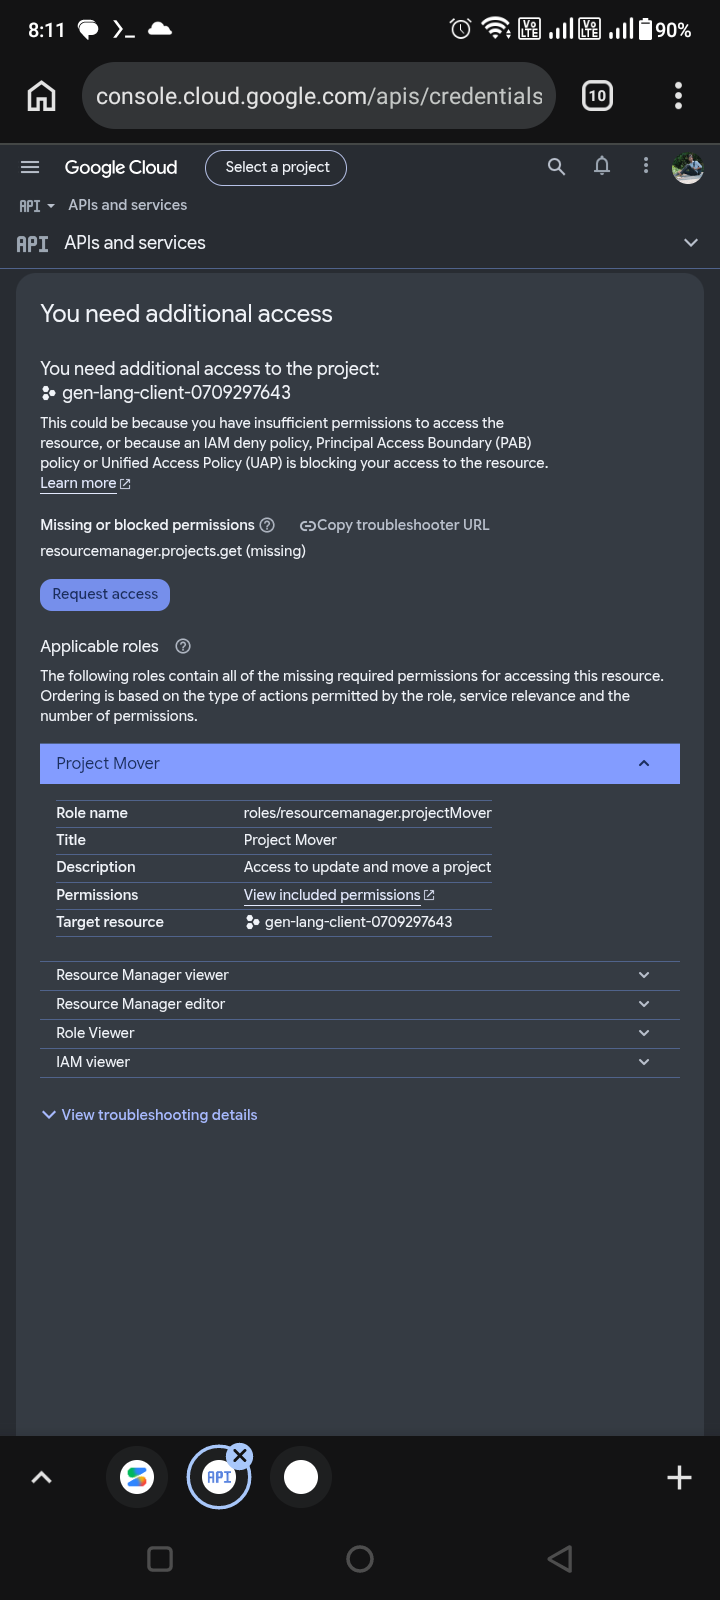 8:11
Vo LTE
Vo LTE
90%
console.cloud.google.com/apis/credentials
10
Google Cloud
Select a project
API
APIs and services
API
APIs and services
You need additional access
You need additional access to the project:
gen-lang-client-0709297643
This could be because you have insufficient permissions to access the
resource, or because an IAM deny policy, Principal Access Boundary (PAB)
policy or Unified Access Policy (UAP) is blocking your access to the resource.
Learn more
Missing or blocked permissions
Copy troubleshooter URL
resourcemanager.projects.get (missing)
Request access
Applicable roles
The following roles contain all of the missing required permissions for accessing this resource.
Ordering is based on the type of actions permitted by the role, service relevance and the
number of permissions.
Project Mover
Role name roles/resourcemanager.projectMover
Title Project Mover
Description Access to update and move a project
Permissions View included permissions
Target resource gen-lang-client-0709297643
Resource Manager viewer
Resource Manager editor
Role Viewer
IAM viewer
View troubleshooting details
API